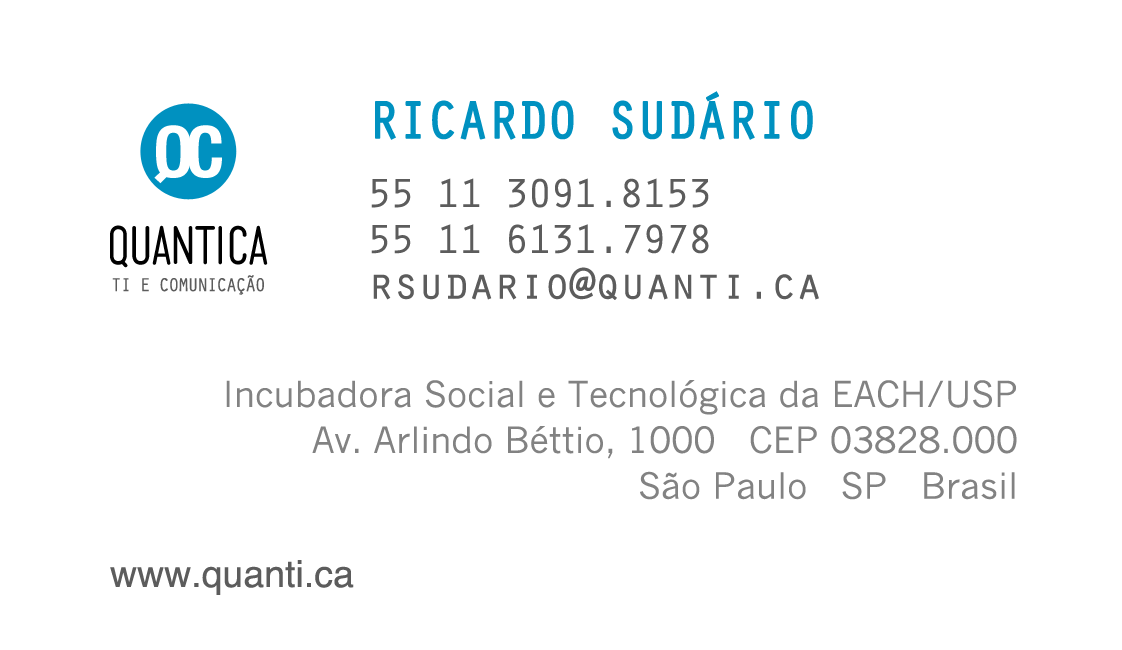 QC
QUANTICA
TI E COMUNICAÇÃO
RICARDO SUDÁRIO
55 11 3091.8153
55 11 6131.7978
RSUDARIO@QUANTI.CA
Incubadora Social e Tecnológica da EACH/USP
Av. Arlindo Béttio, 1000 CEP 03828.000
São Paulo SP Brasil
www.quanti.ca